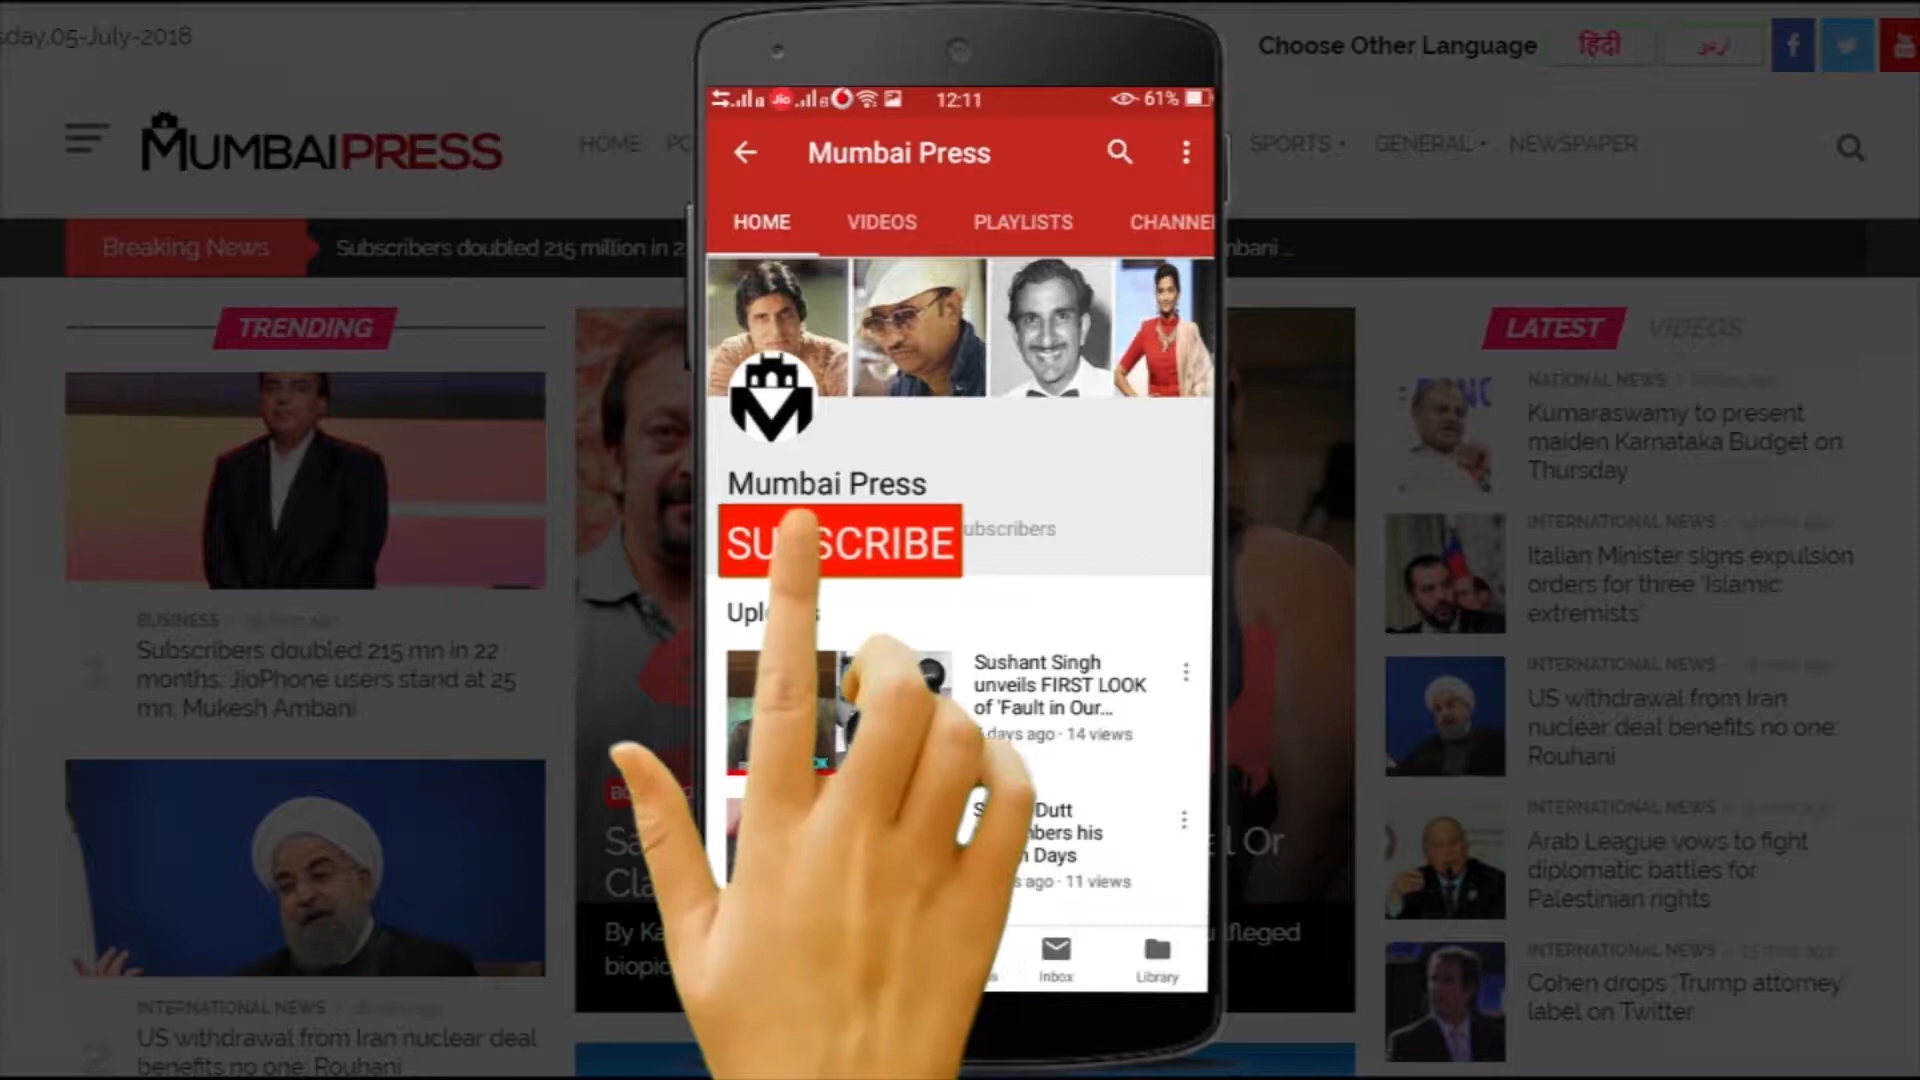 sday,05-July-2018
Choose Other Language
हिंदी
اردو
MUMBAIPRESS
HOME
SPORTS
GENERAL
NEWSPAPER
Breaking News
Subscribers doubled 215 million in
TRENDING
BUSINESS
Subscribers doubled 215 mn in 22
months; JioPhone users stand at 25
mn: Mukesh Ambani
INTERNATIONAL NEWS
2
US withdrawal from Iran nuclear deal
benefits no one: Rouhani
12:11
61%
Mumbai Press
HOME
VIDEOS
PLAYLISTS
CHANNE
Mumbai Press
SUBSCRIBE
ubscribers
Sushant Singh
unveils FIRST LOOK
of 'Fault in Our...
days ago · 14 views
Dutt
his
Days
ago · 11 views
Inbox
Library
Or
By
biopic
LATEST
VIDEOS
NATIONAL NEWS
Kumaraswamy to present
maiden Karnataka Budget on
Thursday
INTERNATIONAL NEWS
Italian Minister signs expulsion
orders for three 'Islamic
extremists'
INTERNATIONAL NEWS
US withdrawal from Iran
nuclear deal benefits no one:
Rouhani
INTERNATIONAL NEWS
Arab League vows to fight
diplomatic battles for
Palestinian rights
INTERNATIONAL NEWS
Cohen drops 'Trump attorney'
label on Twitter